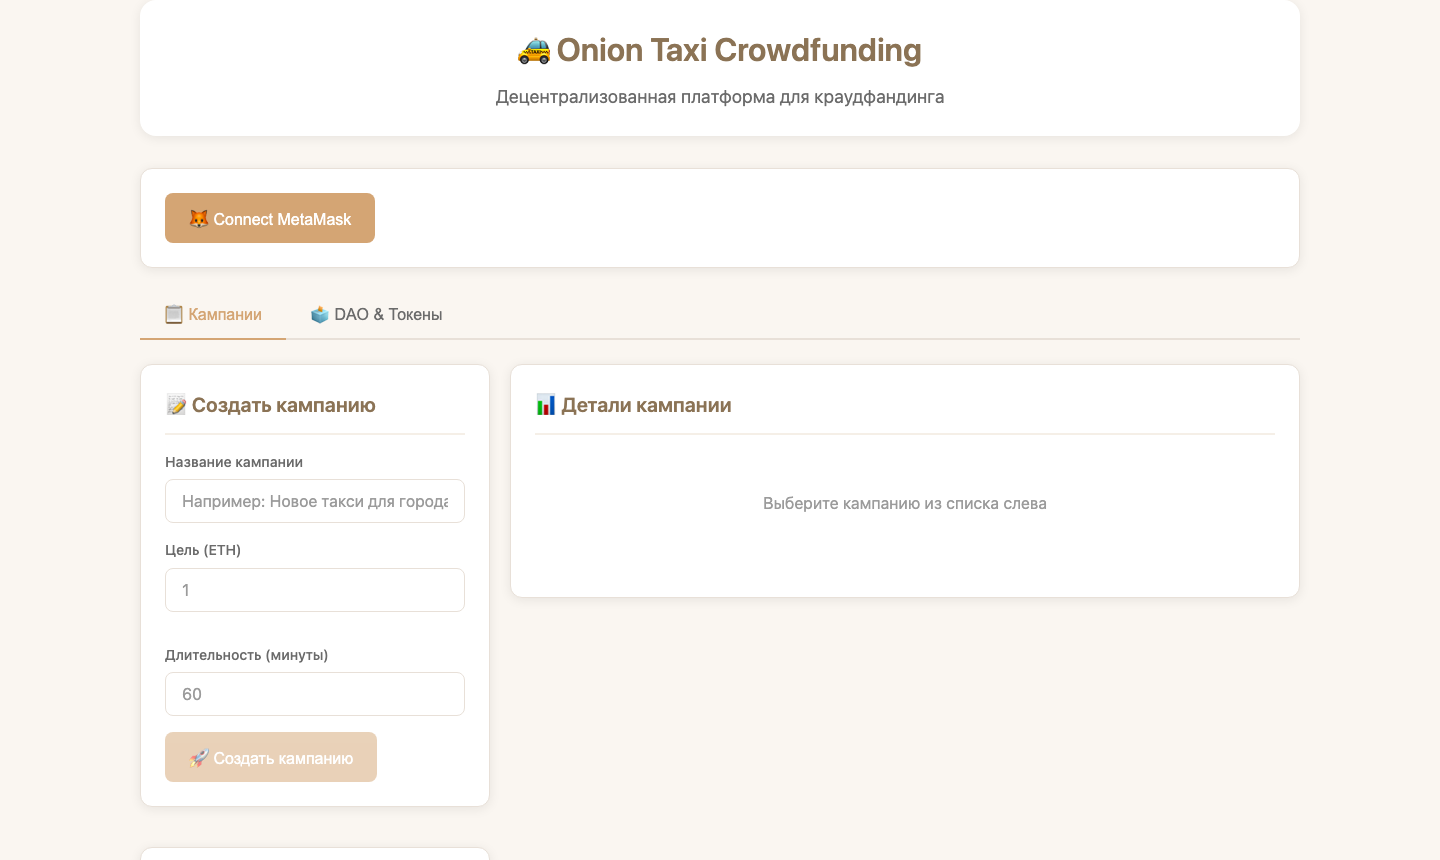 🚕 Onion Taxi Crowdfunding
Децентрализованная платформа для краудфандинга
🦊 Connect MetaMask
📋 Кампании
🗳️ DAO & Токены
📝 Создать кампанию
Название кампании
Например: Новое такси для города
Цель (ETH)
1
Длительность (минуты)
60
🚀 Создать кампанию
📊 Детали кампании
Выберите кампанию из списка слева